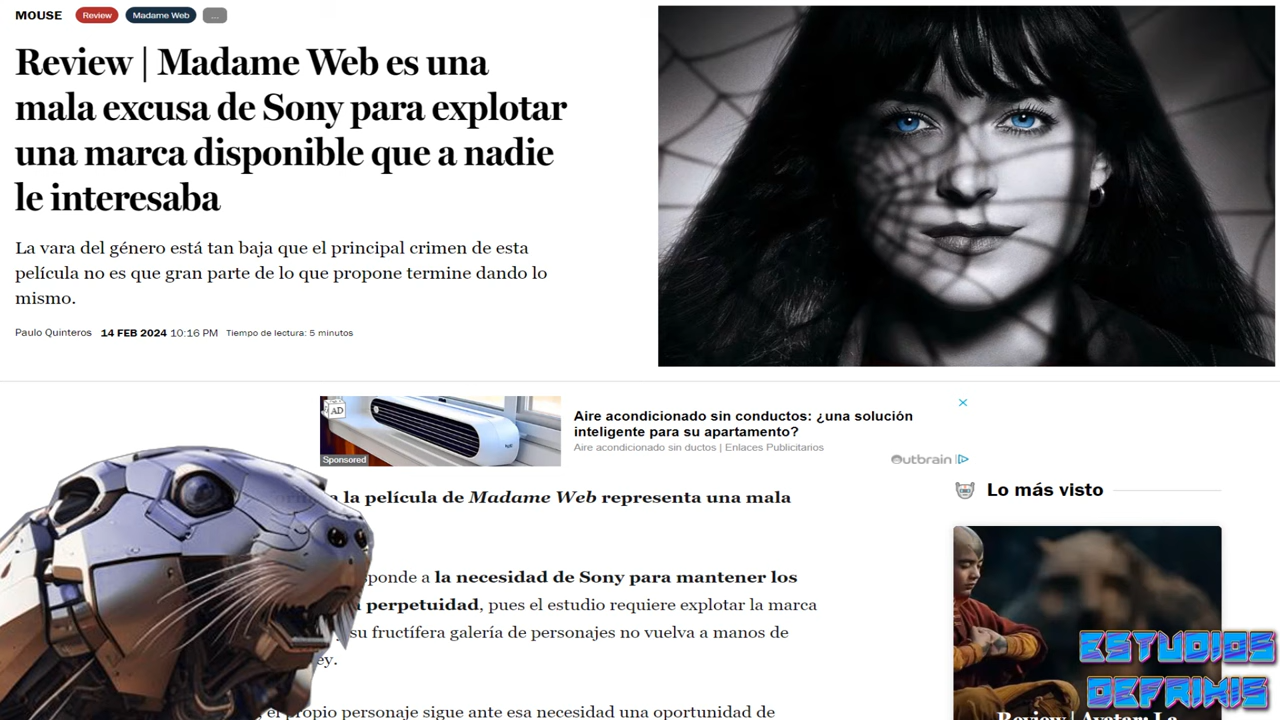 MOUSE
Review
Madame Web
...
Review | Madame Web es una
mala excusa de Sony para explotar
una marca disponible que a nadie
le interesaba
La vara del género está tan baja que el principal crimen de esta
película no es que gran parte de lo que propone termine dando lo
mismo.
Paulo Quinteros 14 FEB 2024 10:16 PM Tiempo de lectura: 5 minutos
AD
Sponsored
Aire acondicionado sin conductos: ¿una solución
inteligente para su apartamento?
Aire acondicionado sin ductos | Enlaces Publicitarios
Outbrain
a la película de Madame Web representa una mala
la necesidad de Sony para mantener los
perpetuidad, pues el estudio requiere explotar la marca
su fructífera galería de personajes no vuelva a manos de
propio personaje sigue ante esa necesidad una oportunidad de
Lo más visto
Review | Avatar: La
ESTUDIOS
DEFRIKIS